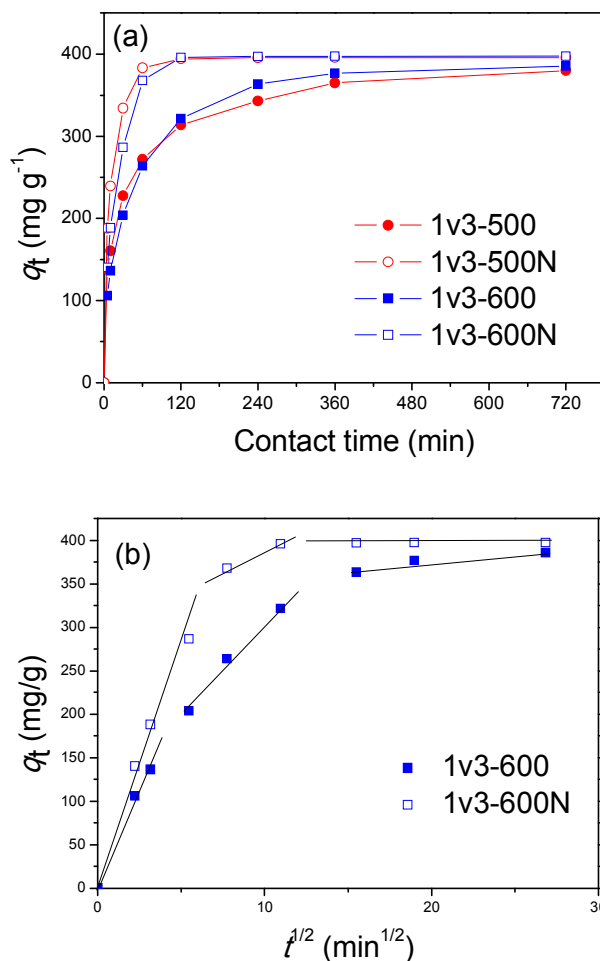 (a)
400
300
200
100
0
qt (mg g-1)
1v3-500
1v3-500N
1v3-600
1v3-600N
0 120 240 360 480 600 720
Contact time (min)
(b)
400
350
300
250
200
150
100
50
0
qt (mg/g)
1v3-600
1v3-600N
0 10 20 30
t1/2 (min1/2)